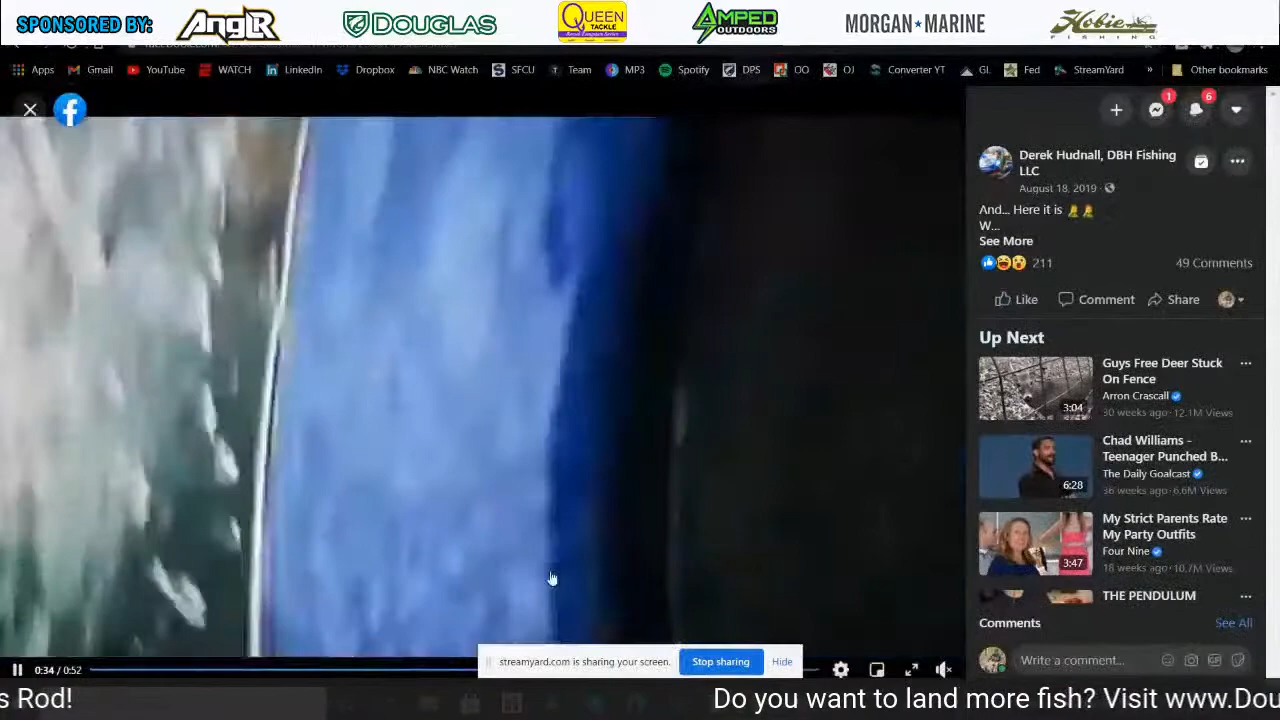 SPONSORED BY: AnglR DOUGLAS QUEEN TACKLE AMPED OUTDOORS MORGAN★MARINE Hobie FISHING
Apps Gmail YouTube WATCH LinkedIn Dropbox NBC Watch SFCU Team MP3 Spotify DPS OO OJ Converter YT GL Fed StreamYard » Other bookmarks
1 6
Derek Hudnall, DBH Fishing
LLC
August 18, 2019 ·
And... Here it is
W...
See More
211 49 Comments
Like Comment Share
Up Next
Guys Free Deer Stuck
On Fence
Arron Crascall
30 weeks ago · 12.1M Views
3:04
Chad Williams -
Teenager Punched B...
The Daily Goalcast
36 weeks ago · 6.6M Views
6:28
My Strict Parents Rate
My Party Outfits
Four Nine
18 weeks ago · 10.7M Views
3:47
THE PENDULUM
Comments See All
Write a comment...
GIF
streamyard.com is sharing your screen. Stop sharing Hide
0:34 / 0:52
s Rod! Do you want to land more fish? Visit www.Dou